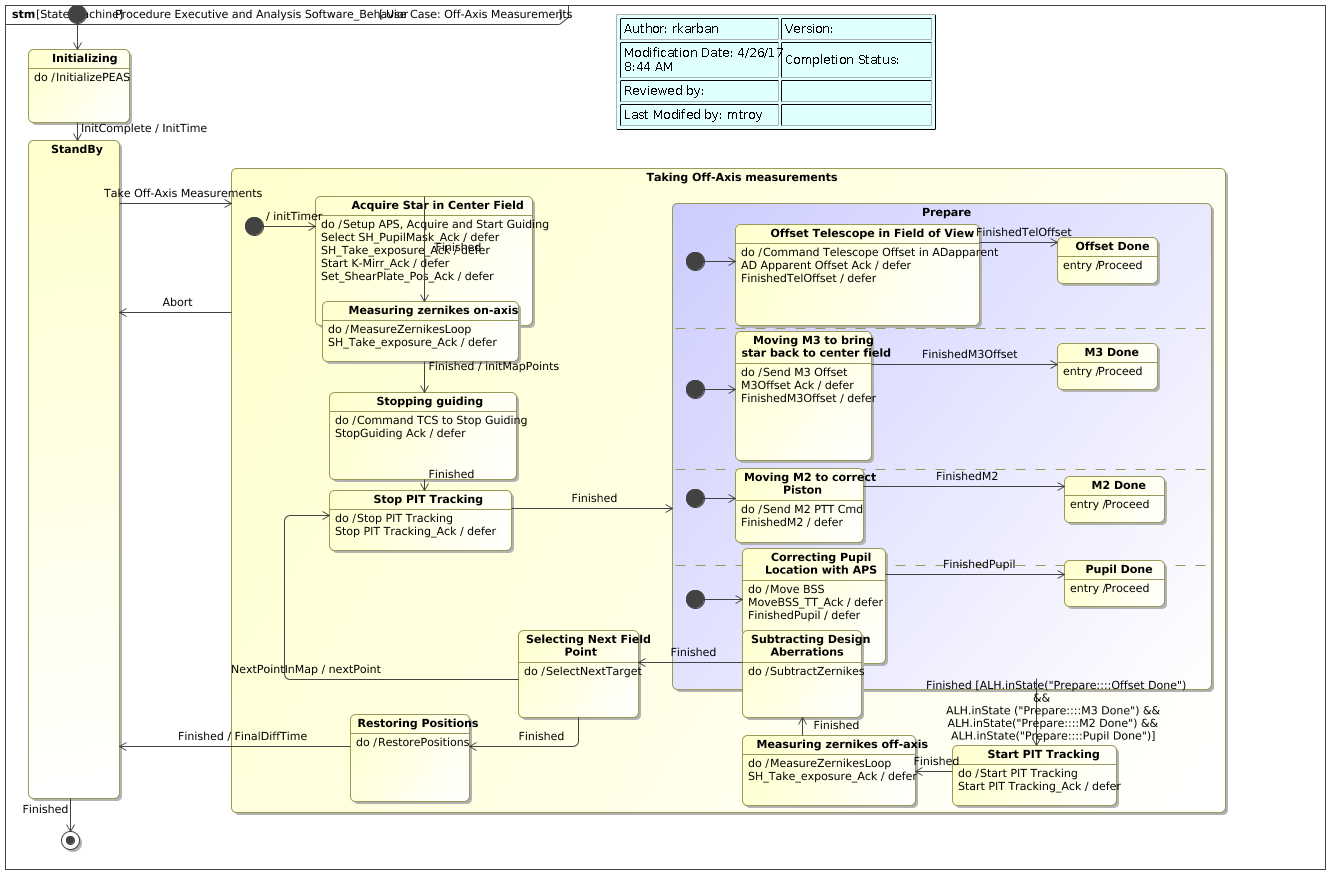 stm [State Machine] Procedure Executive and Analysis Software_Behavior [Use Case: Off-Axis Measurements]
Author: rkarban
Version:
Modification Date: 4/26/17
8:44 AM
Completion Status:
Reviewed by:
Last Modifed by: mtroy
Initializing
do /InitializePEAS
InitComplete / InitTime
StandBy
Take Off-Axis Measurements
Abort
Taking Off-Axis measurements
/ initTimer
Acquire Star in Center Field
do /Setup APS, Acquire and Start Guiding
Select SH_PupilMask_Ack / defer
SH_Take_exposure_Ack / defer
Start K-Mirr_Ack / defer
Set_ShearPlate_Pos_Ack / defer
Finished
Measuring zernikes on-axis
do /MeasureZernikesLoop
SH_Take_exposure_Ack / defer
Finished / initMapPoints
Stopping guiding
do /Command TCS to Stop Guiding
StopGuiding Ack / defer
Finished
Stop PIT Tracking
do /Stop PIT Tracking
Stop PIT Tracking_Ack / defer
Finished
Prepare
Offset Telescope in Field of View
do /Command Telescope Offset in ADapparent
AD Apparent Offset Ack / defer
FinishedTelOffset / defer
FinishedTelOffset
Offset Done
entry /Proceed
Moving M3 to bring
star back to center field
do /Send M3 Offset
M3Offset Ack / defer
FinishedM3Offset / defer
FinishedM3Offset
M3 Done
entry /Proceed
Moving M2 to correct
Piston
do /Send M2 PTT Cmd
FinishedM2 / defer
FinishedM2
M2 Done
entry /Proceed
Correcting Pupil
Location with APS
do /Move BSS
MoveBSS_TT_Ack / defer
FinishedPupil / defer
FinishedPupil
Pupil Done
entry /Proceed
Selecting Next Field
Point
do /SelectNextTarget
Finished
Subtracting Design
Aberrations
do /SubtractZernikes
NextPointInMap / nextPoint
Finished [ALH.inState("Prepare::::Offset Done")
&&
ALH.inState ("Prepare::::M3 Done") &&
ALH.inState("Prepare::::M2 Done") &&
ALH.inState("Prepare::::Pupil Done")]
Restoring Positions
do /RestorePositions
Finished / FinalDiffTime
Finished
Finished
Measuring zernikes off-axis
do /MeasureZernikesLoop
SH_Take_exposure_Ack / defer
Finished
Start PIT Tracking
do /Start PIT Tracking
Start PIT Tracking_Ack / defer
Finished